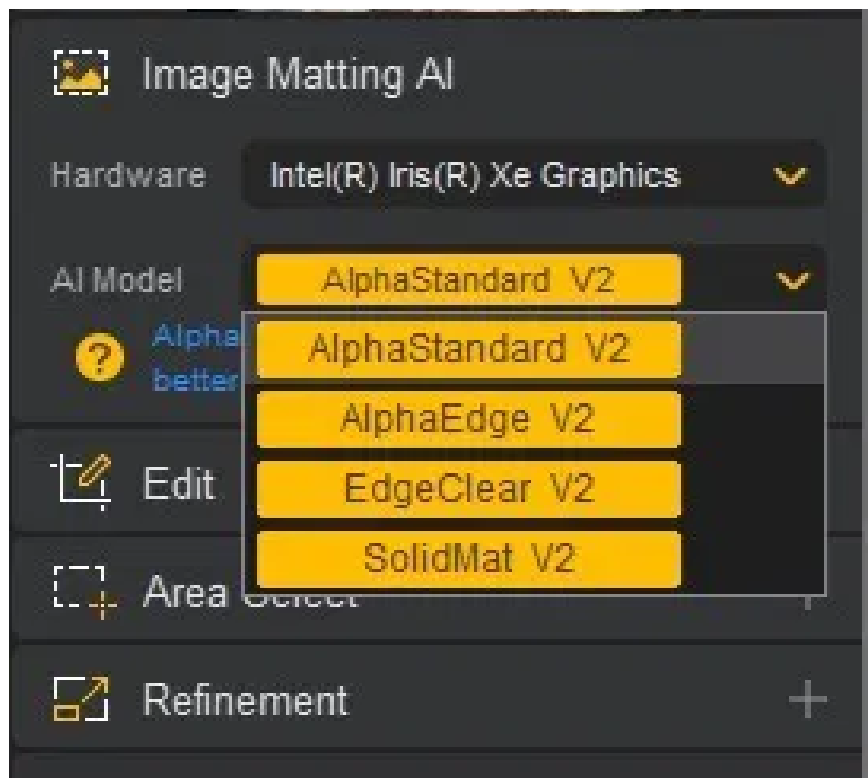 Image Matting AI
Hardware Intel(R) Iris(R) Xe Graphics
AI Model AlphaStandard V2
? Alpha
better
AlphaStandard V2
AlphaEdge V2
Edit
EdgeClear V2
SolidMat V2
Area Select
Refinement